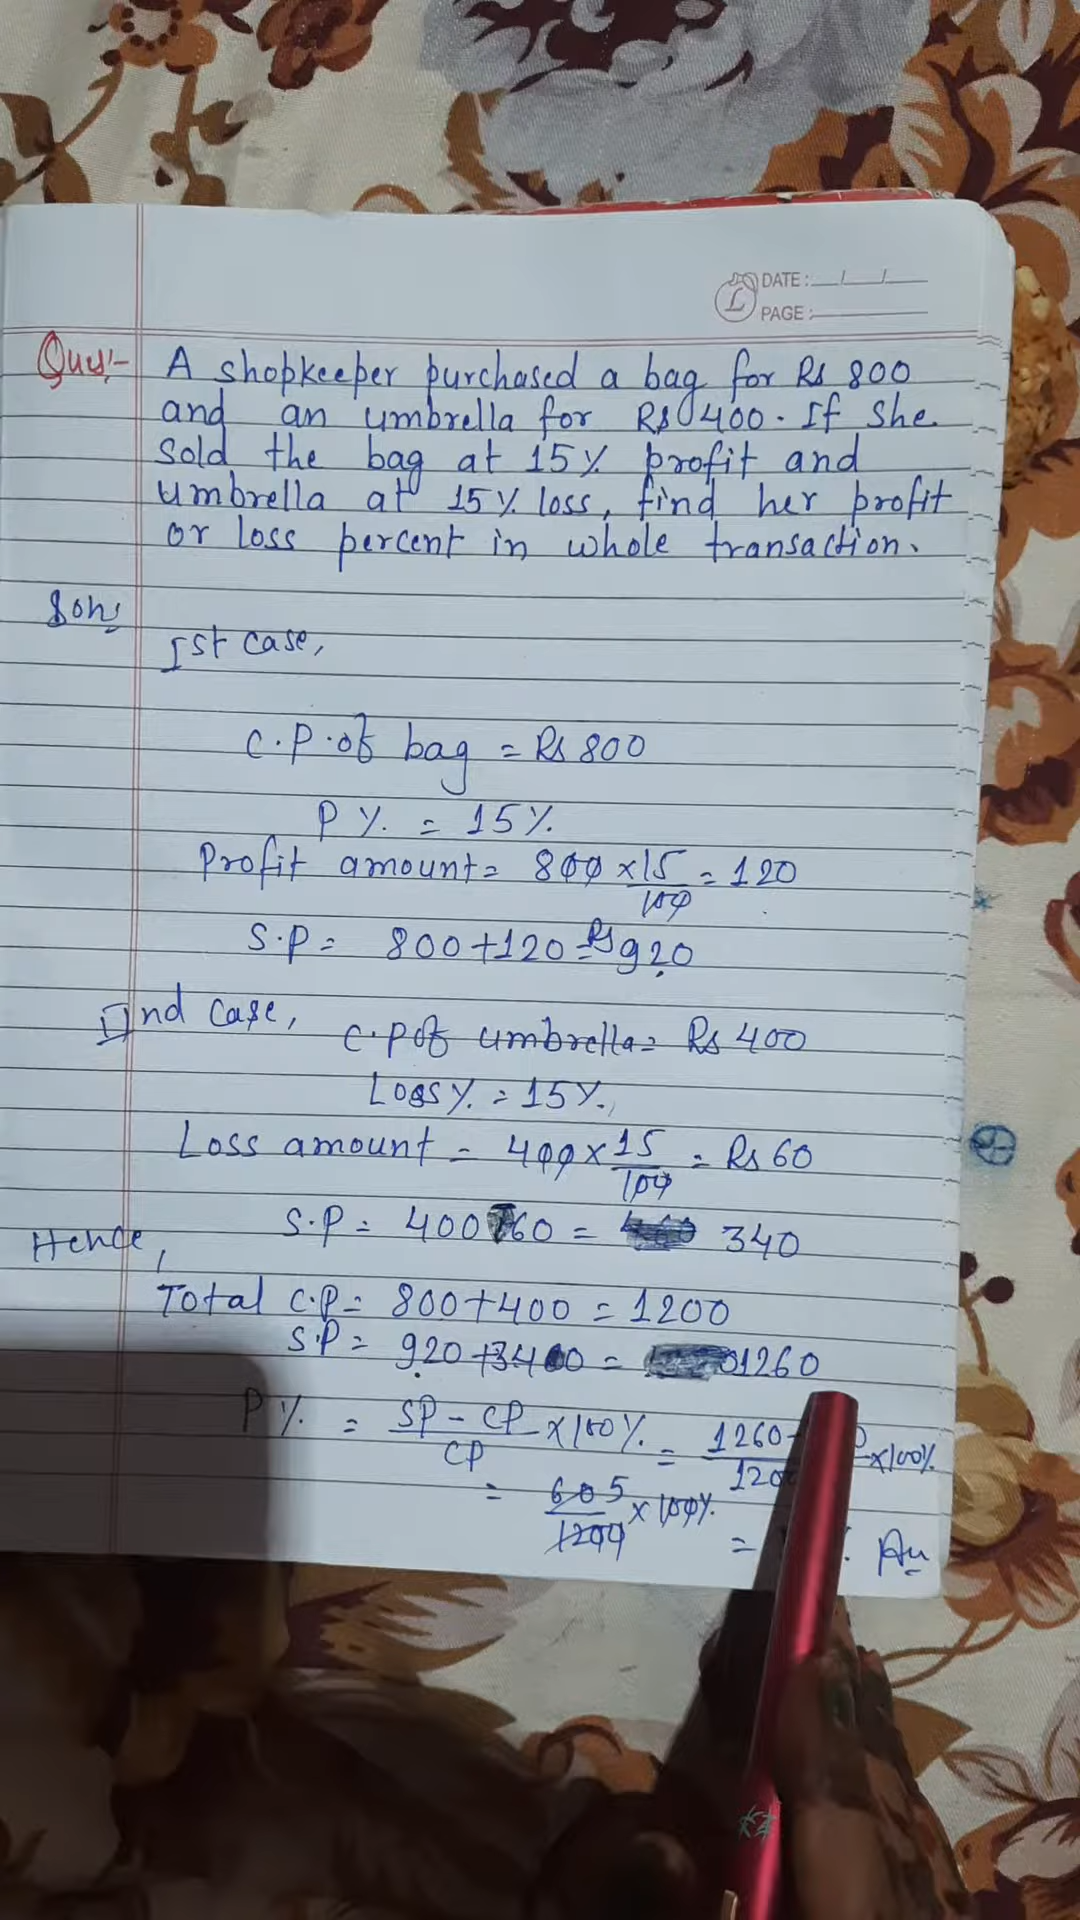 DATE: / /
PAGE:
Ques:- A shopkeeper purchased a bag for Rs 800
and an umbrella for Rs 400. If she
sold the bag at 15% profit and
umbrella at 15% loss, find her profit
or loss percent in whole transaction.
Soln
Ist case,
C.P. of bag = Rs 800
P% = 15%
Profit amount = 800 × 15/100 = 120
S.P = 800 + 120 = Rs 920
IInd case,
C.P of umbrella = Rs 400
Loss% = 15%
Loss amount = 400 × 15/100 = Rs 60
S.P = 400 60 = 340
Hence,
Total C.P = 800 + 400 = 1200
S.P = 920 + 340 = 1260
P% = SP - CP/CP × 100% = 1260 - × 100%
= 60 5/1200 × 100%
= Ans